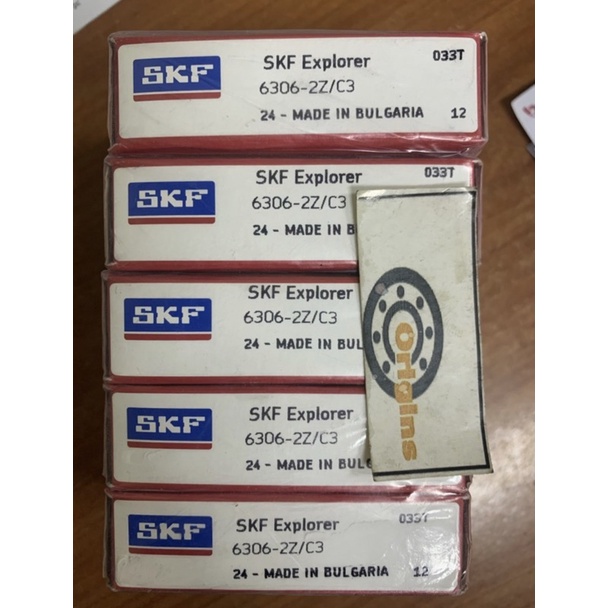 SKF
SKF Explorer
033T
6306-2Z/C3
24 - MADE IN BULGARIA
12
SKF
SKF Explorer
033T
6306-2Z/C3
24 - MADE IN B
SKF
SKF Explorer
6306-2Z/C3
24 - MADE IN BUL
SKF
SKF Explorer
6306-2Z/C3
24 - MADE IN BULG
Origins
SKF
SKF Explorer
033T
6306-2Z/C3
24 - MADE IN BULGARIA
12